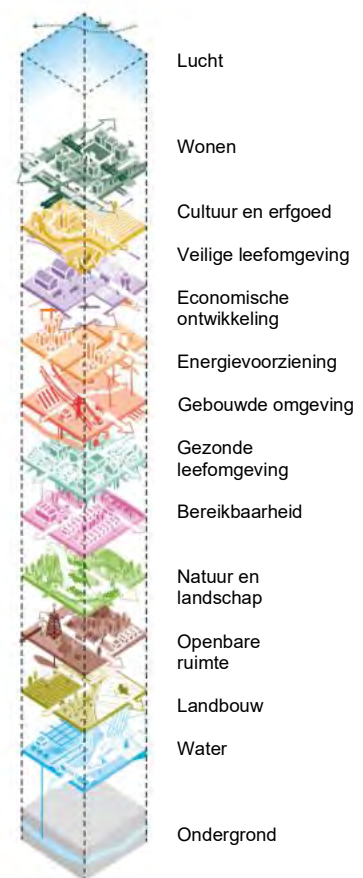 Lucht
Wonen
Cultuur en erfgoed
Veilige leefomgeving
Economische
ontwikkeling
Energievoorziening
Gebouwde omgeving
Gezonde
leefomgeving
Bereikbaarheid
Natuur en
landschap
Openbare
ruimte
Landbouw
Water
Ondergrond